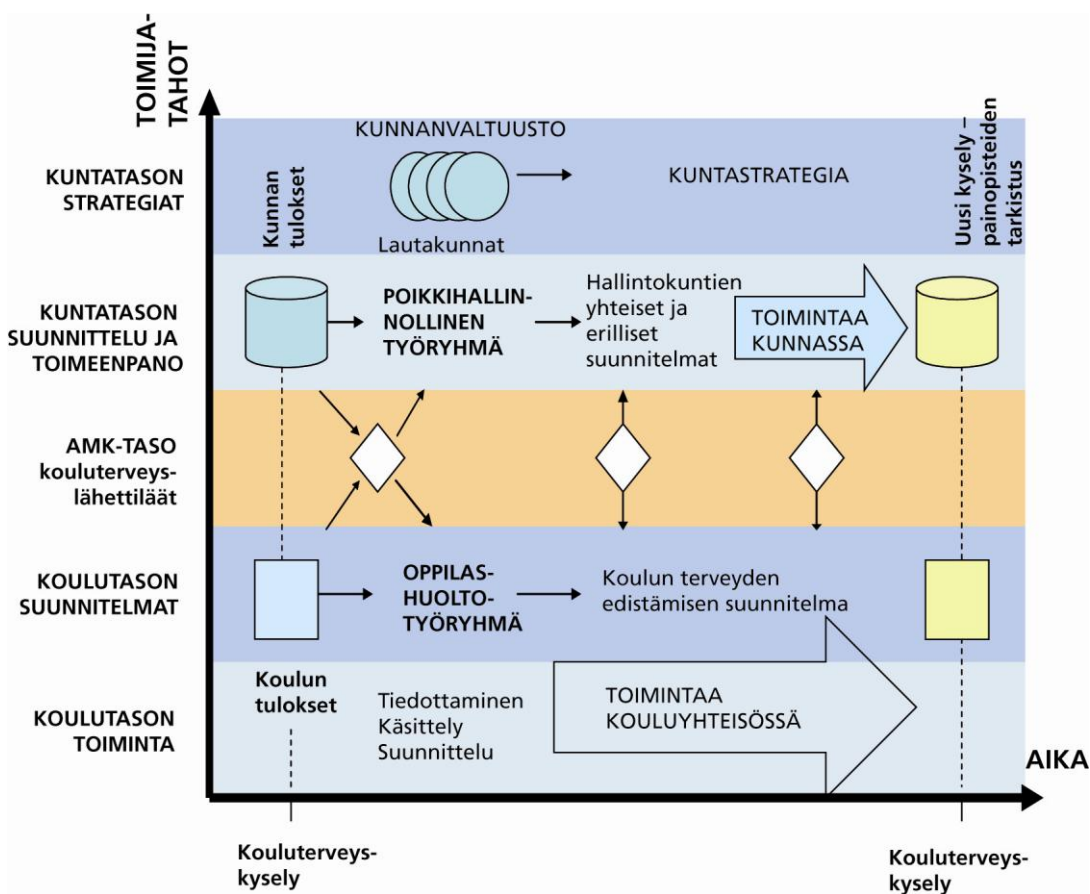 TOIMIJA-
TAHOT
KUNTATASON
STRATEGIAT
Kunnan
tulokset
KUNNANVALTUUSTO
Lautakunnat
KUNTASTRATEGIA
Uusi kysely –
painopisteiden
tarkistus
KUNTATASON
SUUNNITTELU JA
TOIMEENPANO
POIKKIHALLIN-
NOLLINEN
TYÖRYHMÄ
Hallintokuntien
yhteiset ja
erilliset
suunnitelmat
TOIMINTAA
KUNNASSA
AMK-TASO
kouluterveys-
lähettiläät
KOULUTASON
SUUNNITELMAT
OPPILAS-
HUOLTO-
TYÖRYHMÄ
Koulun terveyden
edistämisen suunnitelma
KOULUTASON
TOIMINTA
Koulun
tulokset
Tiedottaminen
Käsittely
Suunnittelu
TOIMINTAA
KOULUYHTEISÖSSÄ
AIKA
Kouluterveys-
kysely
Kouluterveys-
kysely